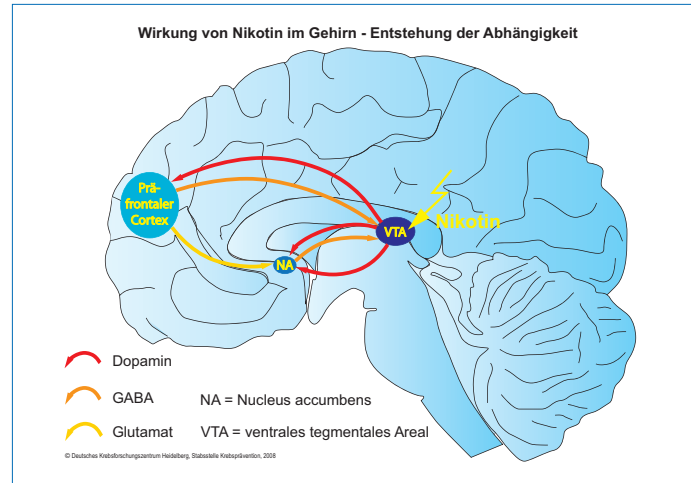 Wirkung von Nikotin im Gehirn - Entstehung der Abhängigkeit
Prä-
frontaler
Cortex
VTA
Nikotin
NA
Dopamin
GABA
NA = Nucleus accumbens
Glutamat
VTA = ventrales tegmentales Areal
© Deutsches Krebsforschungszentrum Heidelberg, Stabsstelle Krebsprävention, 2008